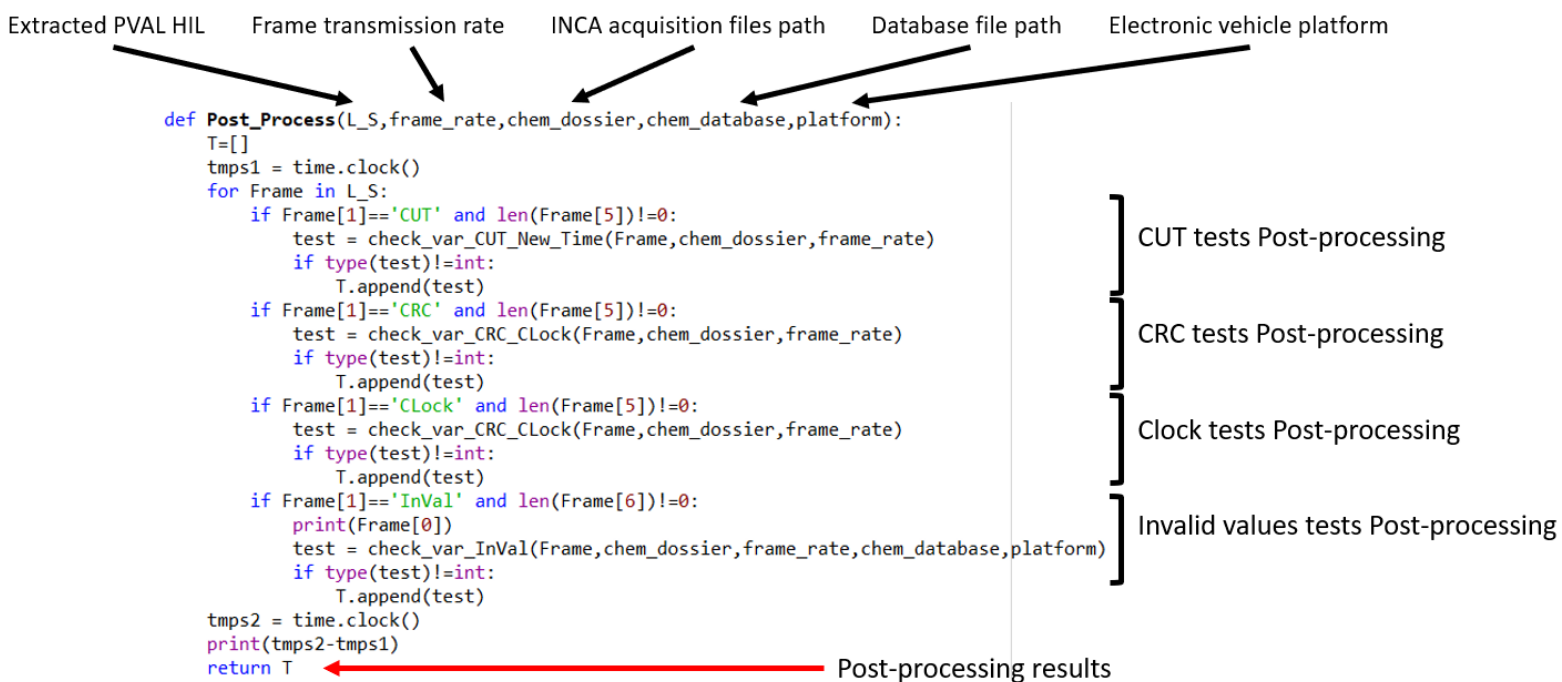 Extracted PVAL HIL Frame transmission rate INCA acquisition files path Database file path Electronic vehicle platform
def Post_Process(L_S,frame_rate,chem_dossier,chem_database,platform):
    T=[]
    tmps1 = time.clock()
    for Frame in L_S:
        if Frame[1]=='CUT' and len(Frame[5])!=0:
            test = check_var_CUT_New_Time(Frame,chem_dossier,frame_rate)
            if type(test)!=int:
                T.append(test)
CUT tests Post-processing
        if Frame[1]=='CRC' and len(Frame[5])!=0:
            test = check_var_CRC_CLock(Frame,chem_dossier,frame_rate)
            if type(test)!=int:
                T.append(test)
CRC tests Post-processing
        if Frame[1]=='CLock' and len(Frame[5])!=0:
            test = check_var_CRC_CLock(Frame,chem_dossier,frame_rate)
            if type(test)!=int:
                T.append(test)
Clock tests Post-processing
        if Frame[1]=='InVal' and len(Frame[6])!=0:
            print(Frame[0])
            test = check_var_InVal(Frame,chem_dossier,frame_rate,chem_database,platform)
            if type(test)!=int:
                T.append(test)
Invalid values tests Post-processing
    tmps2 = time.clock()
    print(tmps2-tmps1)
    return T
Post-processing results